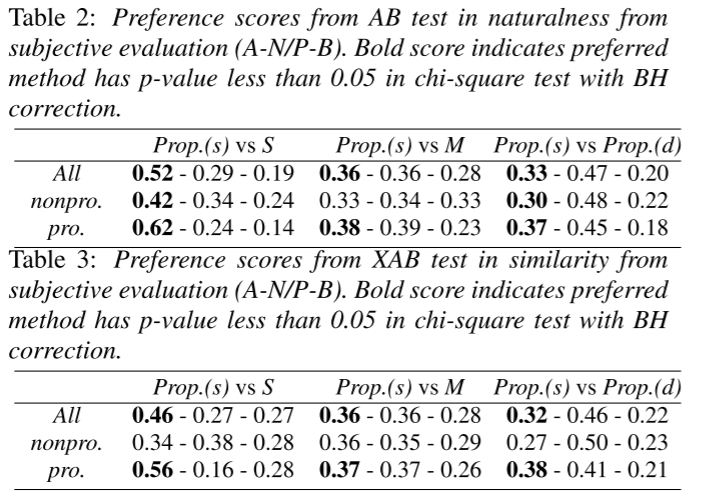 Table 2: Preference scores from AB test in naturalness from
subjective evaluation (A-N/P-B). Bold score indicates preferred
method has p-value less than 0.05 in chi-square test with BH
correction.
Prop.(s) vs S Prop.(s) vs M Prop.(s) vs Prop.(d)
All 0.52 - 0.29 - 0.19 0.36 - 0.36 - 0.28 0.33 - 0.47 - 0.20
nonpro. 0.42 - 0.34 - 0.24 0.33 - 0.34 - 0.33 0.30 - 0.48 - 0.22
pro. 0.62 - 0.24 - 0.14 0.38 - 0.39 - 0.23 0.37 - 0.45 - 0.18
Table 3: Preference scores from XAB test in similarity from
subjective evaluation (A-N/P-B). Bold score indicates preferred
method has p-value less than 0.05 in chi-square test with BH
correction.
Prop.(s) vs S Prop.(s) vs M Prop.(s) vs Prop.(d)
All 0.46 - 0.27 - 0.27 0.36 - 0.36 - 0.28 0.32 - 0.46 - 0.22
nonpro. 0.34 - 0.38 - 0.28 0.36 - 0.35 - 0.29 0.27 - 0.50 - 0.23
pro. 0.56 - 0.16 - 0.28 0.37 - 0.37 - 0.26 0.38 - 0.41 - 0.21